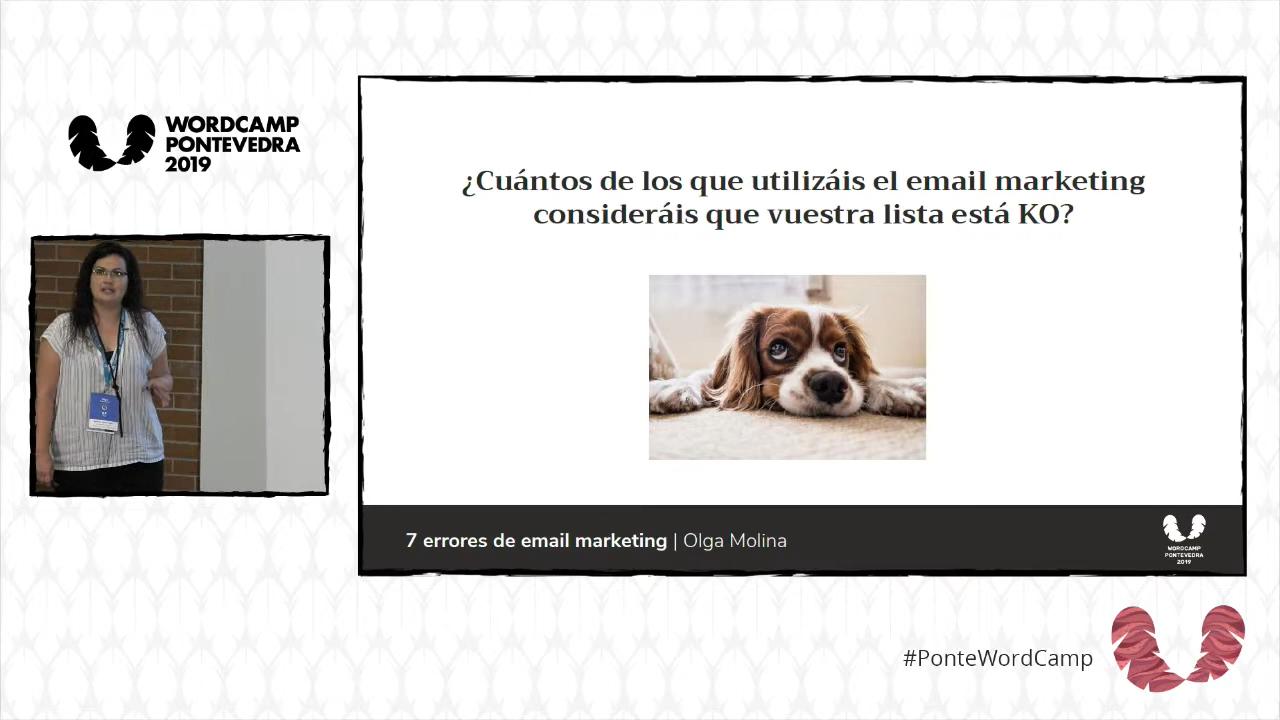 WORDCAMP
PONTEVEDRA
2019
¿Cuántos de los que utilizáis el email marketing
consideráis que vuestra lista está KO?
7 errores de email marketing | Olga Molina
WORDCAMP
PONTEVEDRA
2019
#PonteWordCamp